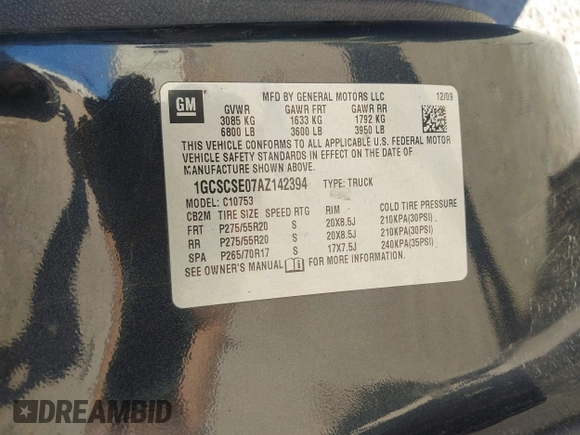 GM
MFD BY GENERAL MOTORS LLC 12/09
GVWR GAWR FRT GAWR RR
3085 KG 1633 KG 1792 KG
6800 LB 3600 LB 3950 LB
THIS VEHICLE CONFORMS TO ALL APPLICABLE U.S. FEDERAL MOTOR
VEHICLE SAFETY STANDARDS IN EFFECT ON THE DATE OF
MANUFACTURE SHOWN ABOVE.
1GCSCSE07AZ142394 TYPE: TRUCK
MODEL: C10753
CB2M TIRE SIZE SPEED RTG RIM COLD TIRE PRESSURE
FRT P275/55R20 S 20X8.5J 210KPA(30PSI)
RR P275/55R20 S 20X8.5J 210KPA(30PSI)
SPA P265/70R17 S 17X7.5J 240KPA(35PSI)
SEE OWNER'S MANUAL FOR MORE INFORMATION.
DREAMBID